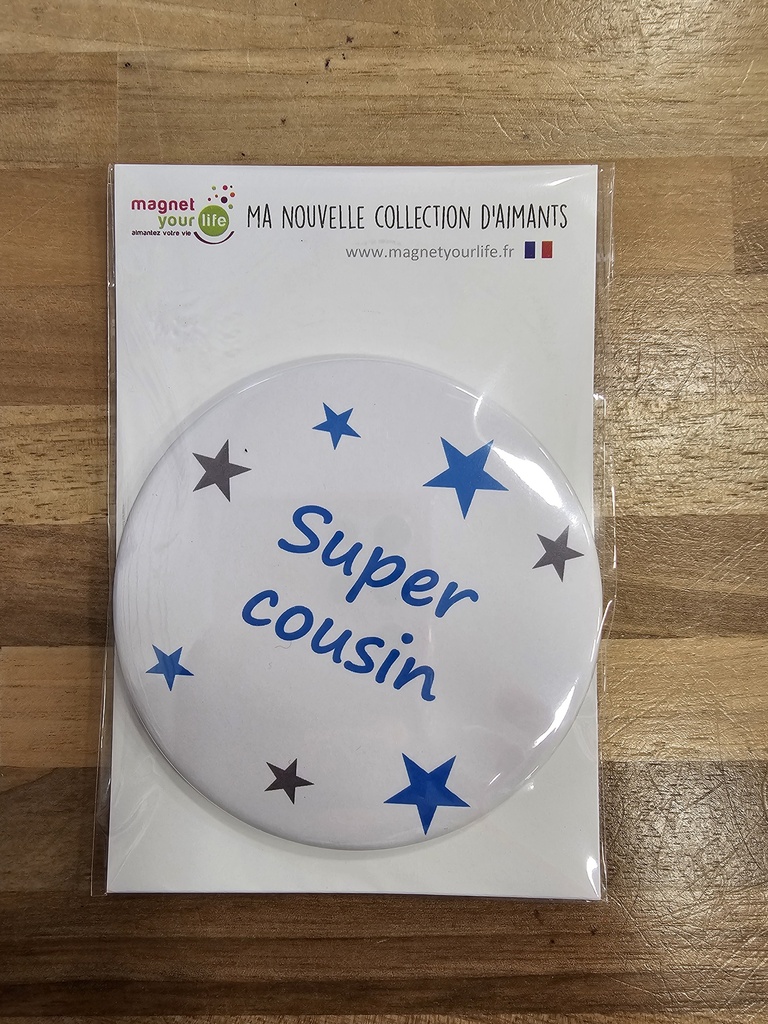 magnet
your life
aimantez votre vie
MA NOUVELLE COLLECTION D'AIMANTS
www.magnetyourlife.fr
Super
cousin